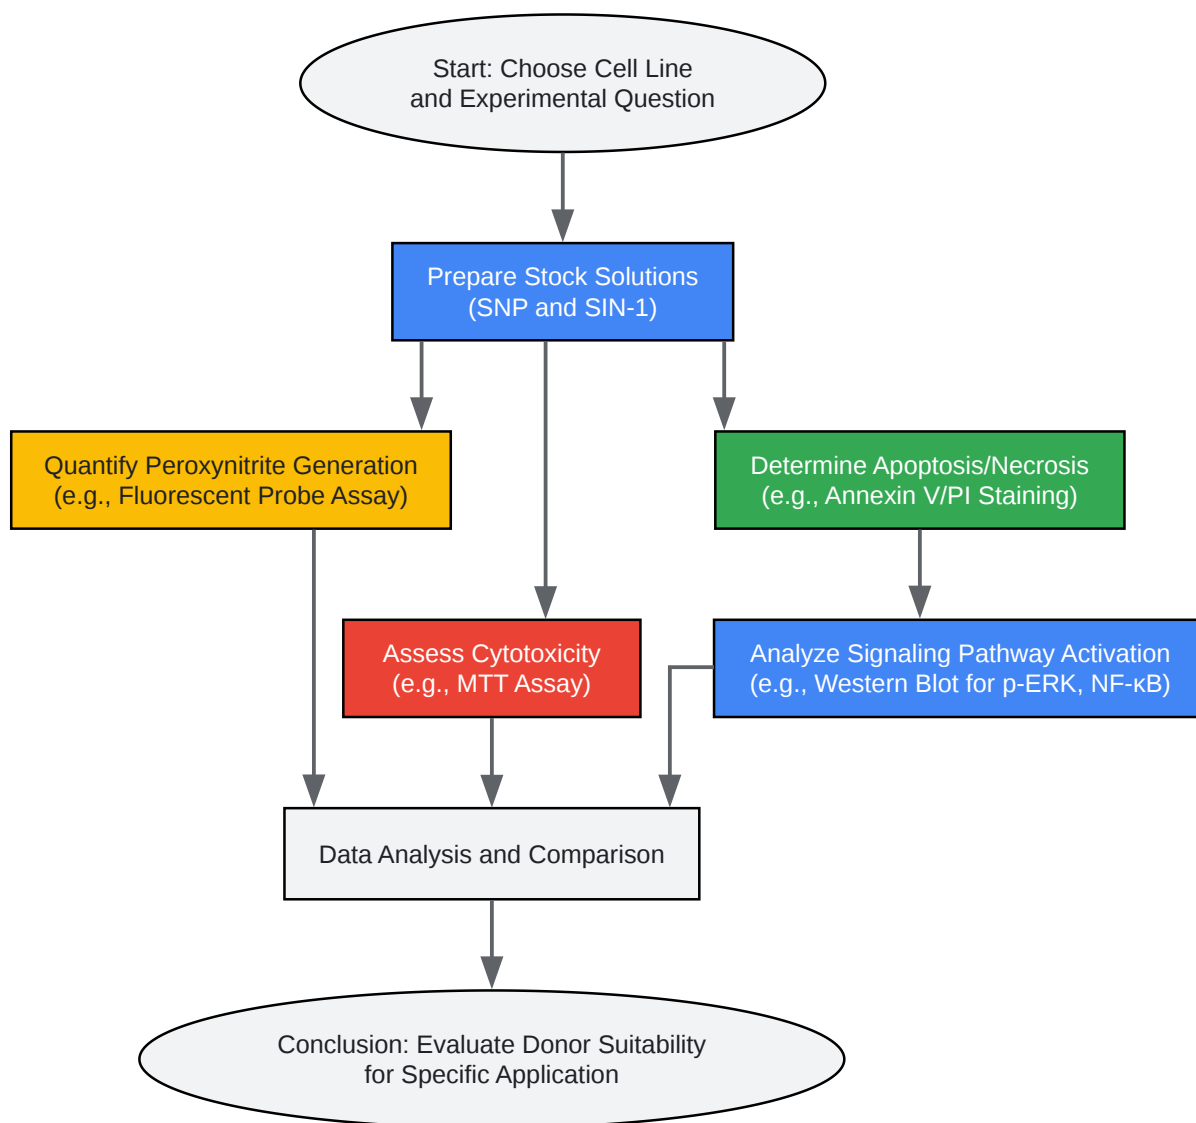 Start: Choose Cell Line
and Experimental Question
Prepare Stock Solutions
(SNP and SIN-1)
Quantify Peroxynitrite Generation
(e.g., Fluorescent Probe Assay)
Determine Apoptosis/Necrosis
(e.g., Annexin V/PI Staining)
Assess Cytotoxicity
(e.g., MTT Assay)
Analyze Signaling Pathway Activation
(e.g., Western Blot for p-ERK, NF-κB)
Data Analysis and Comparison
Conclusion: Evaluate Donor Suitability
for Specific Application